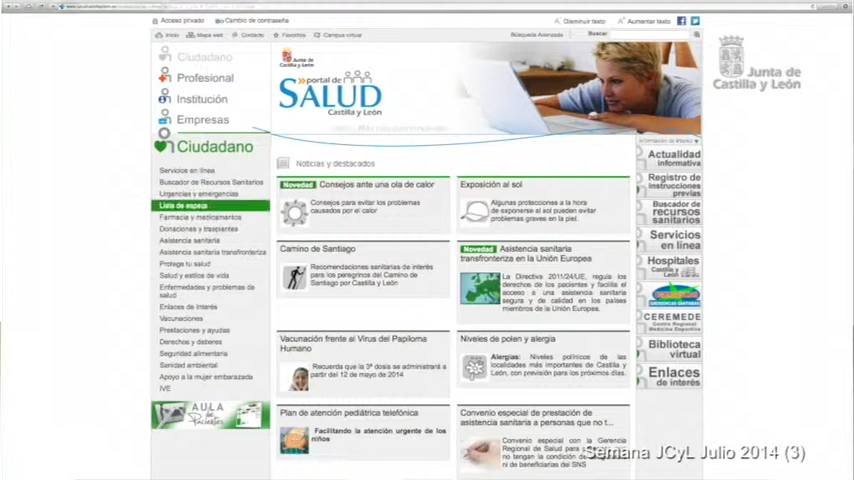 Acceso privado
Cambio de contraseña
Disminuir texto
Aumentar texto
Inicio
Mapa web
Contacto
Favoritos
Campus virtual
Búsqueda Avanzada
Buscar
Ciudadano
Profesional
Institución
Empresas
Junta de
Castilla y León
portal de
SALUD
Castilla y León
Junta de
Castilla y León
Ciudadano
Servicios en línea
Buscador de Recursos Sanitarios
Urgencias y emergencias
Lista de espera
Farmacia y medicamentos
Donaciones y trasplantes
Asistencia sanitaria
Asistencia sanitaria transfronteriza
Protege tu salud
Salud y estilos de vida
Enfermedades y problemas de
salud
Enlaces de Interés
Vacunaciones
Prestaciones y ayudas
Derechos y deberes
Seguridad alimentaria
Sanidad ambiental
Apoyo a la mujer embarazada
IVE
AULA
de
Pacientes
Noticias y destacados
Novedad Consejos ante una ola de calor
Consejos para evitar los problemas
causados por el calor
Exposición al sol
Algunas protecciones a la hora
de exponerse al sol pueden evitar
problemas graves en la piel.
Camino de Santiago
Recomendaciones sanitarias de interés
para los peregrinos del Camino de
Santiago por Castilla y León
Novedad Asistencia sanitaria
transfronteriza en la Unión Europea
La Directiva 2011/24/UE, regula los
derechos de los pacientes y facilita el
acceso a una asistencia sanitaria
segura y de calidad en los países
miembros de la Unión Europea.
Vacunación frente al Virus del Papiloma
Humano
Recuerda que la 3ª dosis se administrará a
partir del 12 de mayo de 2014
Niveles de polen y alergia
Alergias: Niveles polínicos de las
localidades más importantes de Castilla y
León, con previsión para los próximos días.
Plan de atención pediátrica telefónica
Facilitando la atención urgente de los
niños
Convenio especial de prestación de
asistencia sanitaria a personas que no t...
Convenio especial con la Gerencia
Regional de Salud para
no tengan la condición de
ni de beneficiarios del SNS
Información de interés
Actualidad
informativa
Registro de
instrucciones
previas
Buscador de
recursos
sanitarios
Servicios
en línea
Hospitales
Castilla y
León
EMERGENCIAS SANITARIAS
CEREMEDE
Centro Regional
Medicina Deportiva
Biblioteca
virtual
Enlaces
de interés
Semana JCyL Julio 2014 (3)